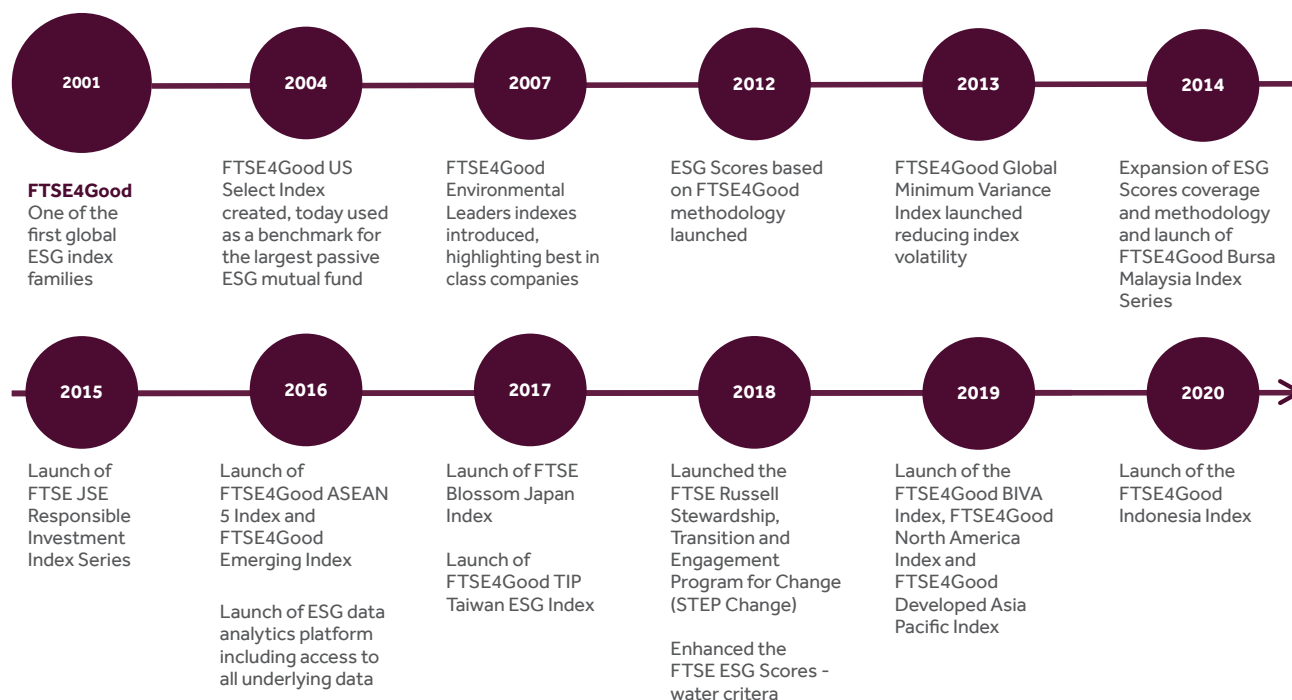 2001
2004
2007
2012
2013
2014
FTSE4Good
One of the
first global
ESG index
families
FTSE4Good US
Select Index
created, today used
as a benchmark for
the largest passive
ESG mutual fund
FTSE4Good
Environmental
Leaders indexes
introduced,
highlighting best in
class companies
ESG Scores based
on FTSE4Good
methodology
launched
FTSE4Good Global
Minimum Variance
Index launched
reducing index
volatility
Expansion of ESG
Scores coverage
and methodology
and launch of
FTSE4Good Bursa
Malaysia Index
Series
2015
2016
2017
2018
2019
2020
Launch of
FTSE JSE
Responsible
Investment
Index Series
Launch of
FTSE4Good ASEAN
5 Index and
FTSE4Good
Emerging Index
Launch of ESG data
analytics platform
including access to
all underlying data
Launch of FTSE
Blossom Japan
Index
Launch of
FTSE4Good TIP
Taiwan ESG Index
Launched the
FTSE Russell
Stewardship,
Transition and
Engagement
Program for Change
(STEP Change)
Enhanced the
FTSE ESG Scores -
water critera
Launch of the
FTSE4Good BIVA
Index, FTSE4Good
North America
Index and
FTSE4Good
Developed Asia
Pacific Index
Launch of the
FTSE4Good
Indonesia Index